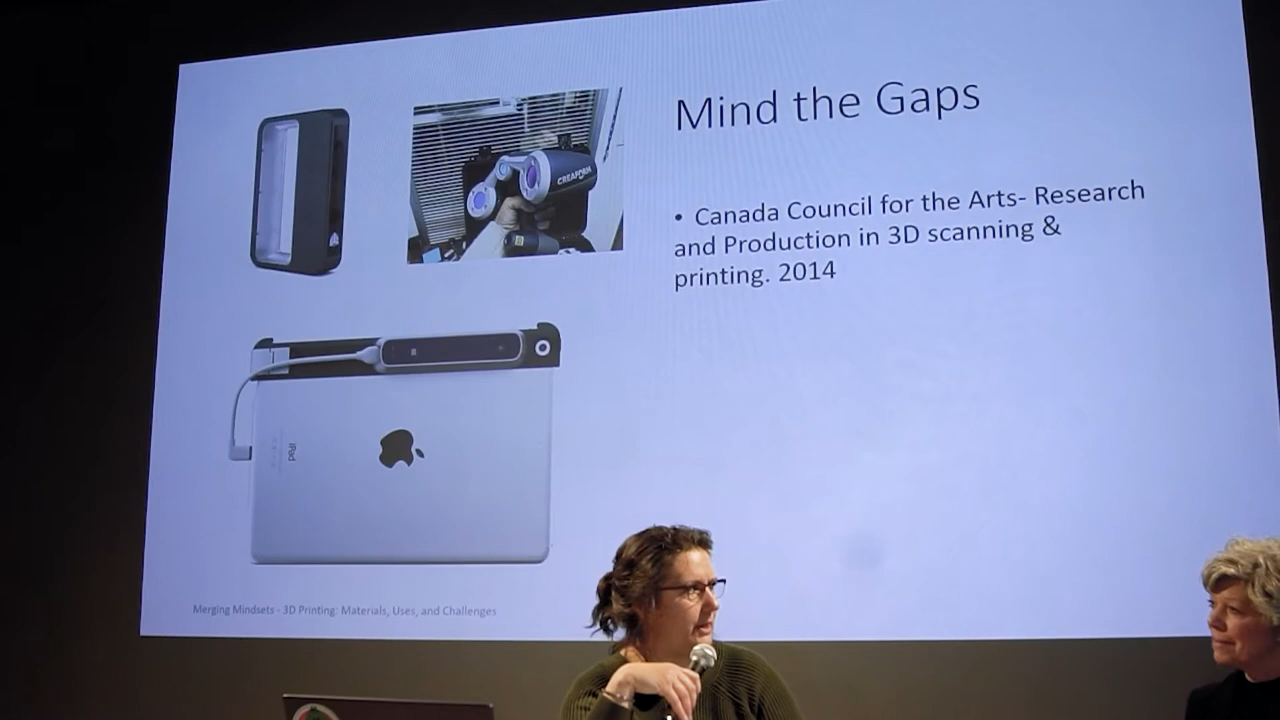 Mind the Gaps
CREAFORM
• Canada Council for the Arts- Research
and Production in 3D scanning &
printing. 2014
iPad
Merging Mindsets - 3D Printing: Materials, Uses, and Challenges